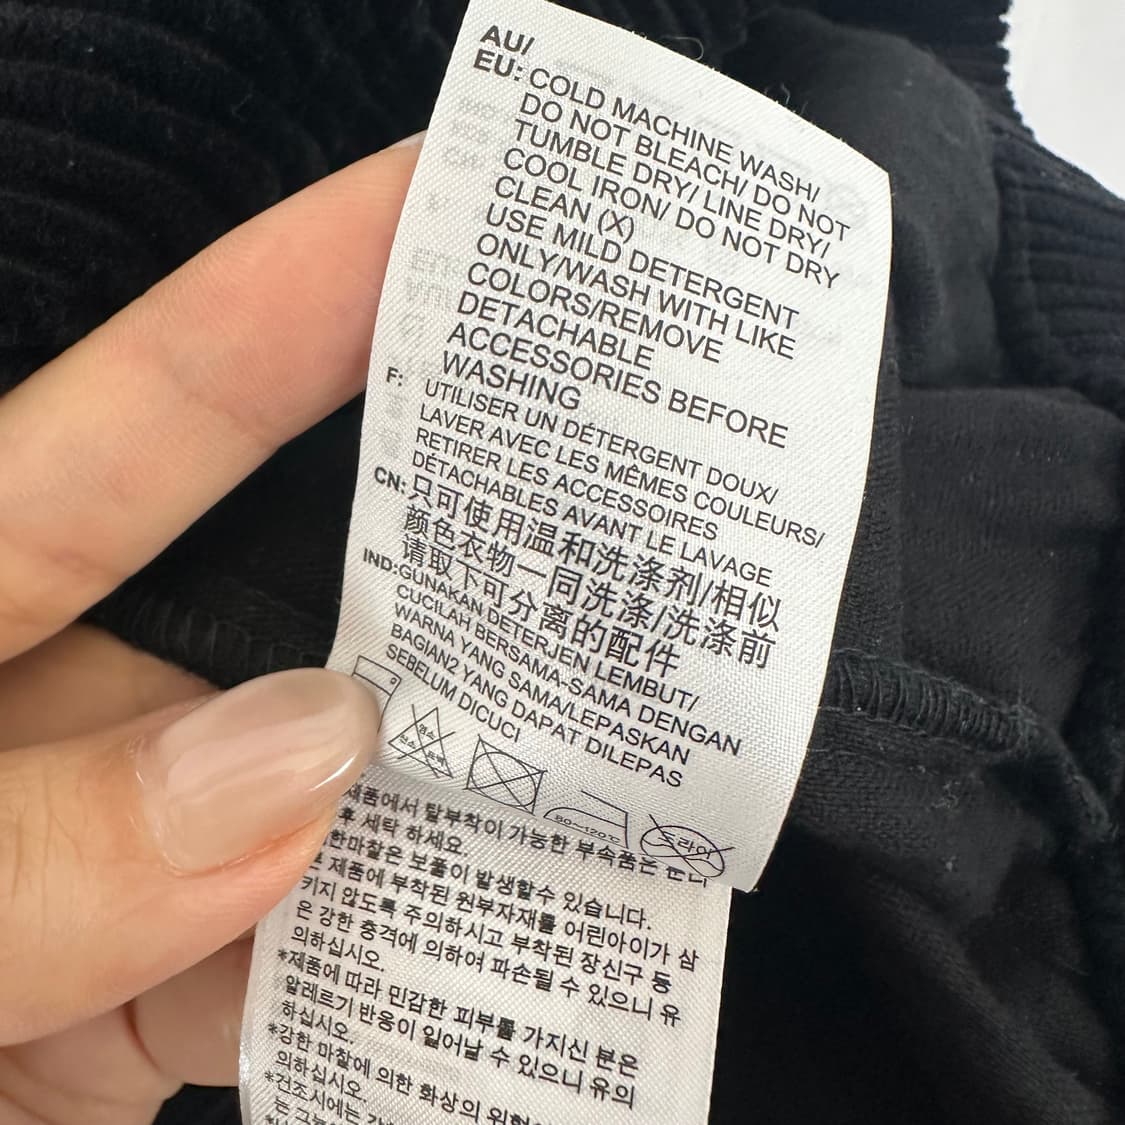 AU/
EU: COLD MACHINE WASH/
DO NOT BLEACH/ DO NOT
TUMBLE DRY/ LINE DRY/
COOL IRON/ DO NOT DRY
CLEAN (X)
USE MILD DETERGENT
ONLY/WASH WITH LIKE
COLORS/REMOVE
DETACHABLE
ACCESSORIES BEFORE
WASHING
F: UTILISER UN DÉTERGENT DOUX/
LAVER AVEC LES MÊMES COULEURS/
RETIRER LES ACCESSOIRES
DÉTACHABLES AVANT LE LAVAGE
CN: 只可使用温和洗涤剂/相似
颜色衣物一同洗涤/洗涤前
请取下可分离的配件
IND: GUNAKAN DETERJEN LEMBUT/
CUCILAH BERSAMA-SAMA DENGAN
WARNA YANG SAMA/LEPASKAN
BAGIAN2 YANG DAPAT DILEPAS
SEBELUM DICUCI
80~120℃
드라이
제품에서 탈부착이 가능한 부속품은
후 세탁 하세요
마찰은 보풀이 발생할수 있습니다.
제품에 부착된 원부자재를 어린아이가 삼
키지 않도록 주의하시고 부착된 장신구 등
은 강한 충격에 의하여 파손될 수 있으니 유
의하십시오.
*제품에 따라 민감한 피부를 가지신 분은
알레르기 반응이 일어날 수 있으니 유의
하십시오.
*강한 마찰에 의한 화상의
의하십시오.
*건조시에는
는